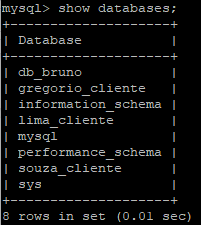 mysql> show databases;
+--------------------+
| Database           |
+--------------------+
| db_bruno           |
| gregorio_cliente   |
| information_schema |
| lima_cliente       |
| mysql              |
| performance_schema |
| souza_cliente      |
| sys                |
+--------------------+
8 rows in set (0.01 sec)